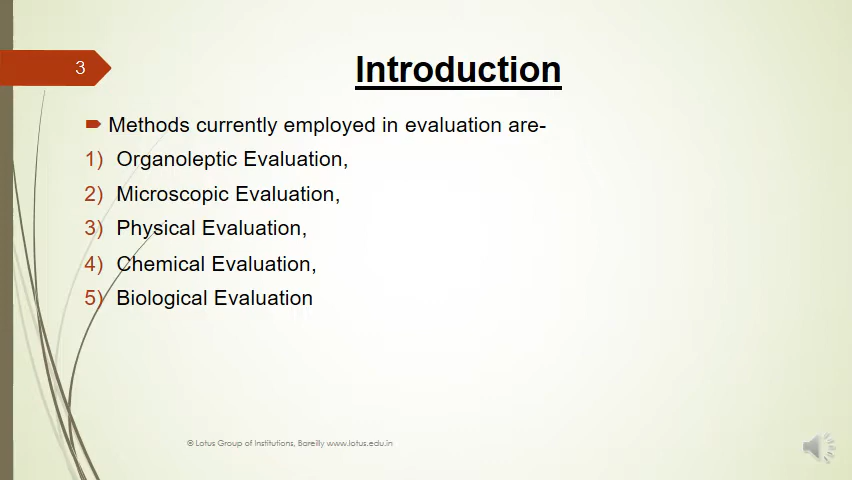 3
Introduction
Methods currently employed in evaluation are-
1) Organoleptic Evaluation,
2) Microscopic Evaluation,
3) Physical Evaluation,
4) Chemical Evaluation,
5) Biological Evaluation
® Lotus Group of Institutions, Bareilly www.lotus.edu.in